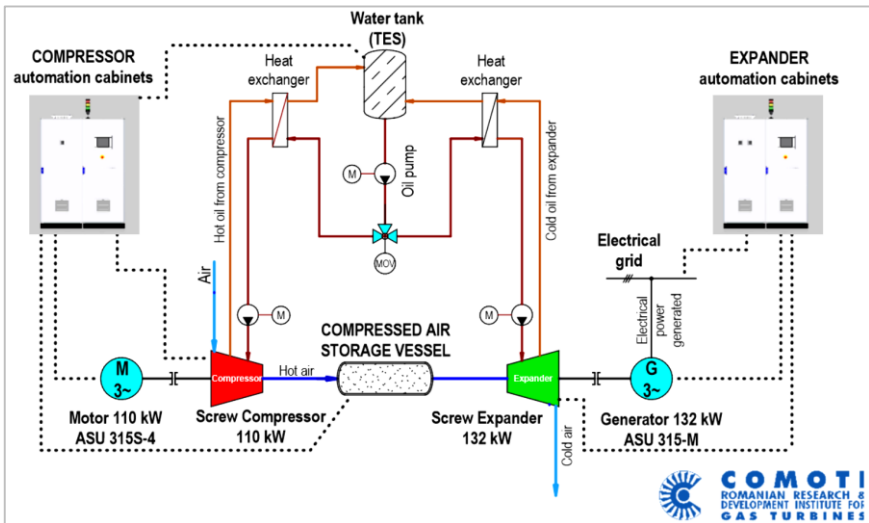 Water tank
(TES)
COMPRESSOR
automation cabinets
Heat
exchanger
Heat
exchanger
EXPANDER
automation cabinets
Hot oil from compressor
M
Oil pump
Cold oil from expander
MOV
Electrical
grid
Air
M
M
Electrical
power
generated
COMPRESSED AIR
STORAGE VESSEL
M
3~
Compressor
Hot air
Expander
G
3~
Motor 110 kW
ASU 315S-4
Screw Compressor
110 kW
Screw Expander
132 kW
Generator 132 kW
ASU 315-M
Cold air
COMOTI
ROMANIAN RESEARCH &
DEVELOPMENT INSTITUTE FOR
GAS TURBINES